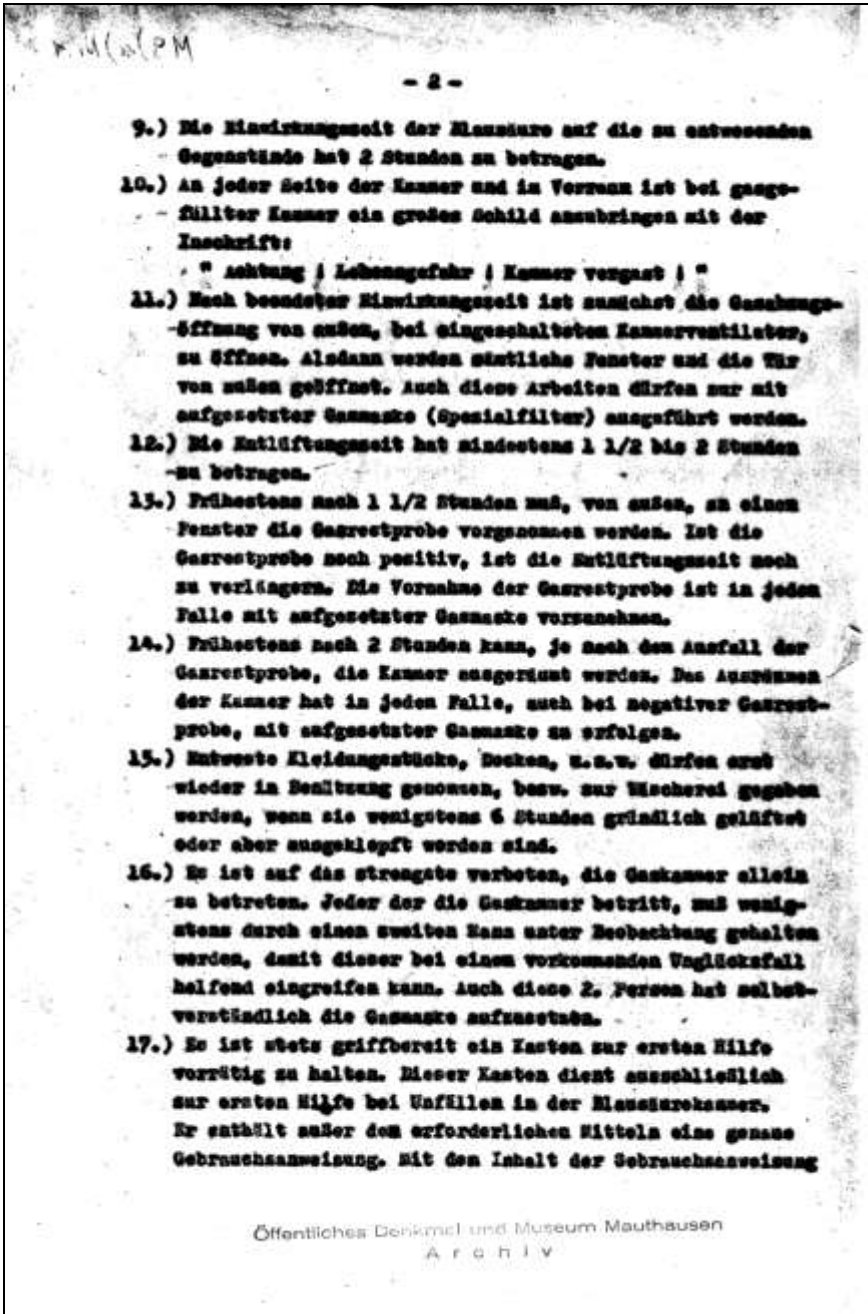 - 2 -
9.) Die Einwirkungszeit der Blausäure auf die zu entwesenden
Gegenstände hat 2 Stunden zu betragen.
10.) An jeder Seite der Kammer und im Vorraum ist bei gasge-
füllter Kammer ein großes Schild anzubringen mit der
Inschrift:
" Achtung ! Lebensgefahr ! Kammer vergast ! "
11.) Nach beendeter Einwirkungszeit ist zunächst die
öffnung von außen, bei eingeschalteten Kammerventilator,
zu öffnen. Alsdann werden sämtliche Fenster und die Tür
von außen geöffnet. Auch diese Arbeiten dürfen nur mit
aufgesetzter Gasmaske (Spezialfilter) ausgeführt werden.
12.) Die Entlüftungszeit hat mindestens 1 1/2 bis 2 Stunden
zu betragen.
13.) Frühestens nach 1 1/2 Stunden muß, von außen, an einem
Fenster die Gasrestprobe vorgenommen werden. Ist die
Gasrestprobe noch positiv, ist die Entlüftungszeit noch
zu verlängern. Die Vornahme der Gasrestprobe ist in jedem
Falle mit aufgesetzter Gasmaske vorzunehmen.
14.) Frühestens nach 2 Stunden kann, je nach dem Ausfall der
Gasrestprobe, die Kammer ausgeräumt werden. Das Ausräumen
der Kammer hat in jedem Falle, auch bei negativer Gasrest-
probe, mit aufgesetzter Gasmaske zu erfolgen.
15.) Entweste Kleidungsstücke, Decken, u.s.w. dürfen erst
wieder in Benützung genommen, bezw. zur Wäscherei gegeben
werden, wenn sie wenigstens 6 Stunden gründlich gelüftet
oder aber ausgeklopft worden sind.
16.) Es ist auf das strengste verboten, die Gaskammer allein
zu betreten. Jeder der die Gaskammer betritt, muß wenig-
stens durch einen zweiten Mann unter Beobachtung gehalten
werden, damit dieser bei einem vorkommenden Unglücksfall
helfend eingreifen kann. Auch diese 2. Person hat selbst-
verständlich die Gasmaske aufzusetzen.
17.) Es ist stets griffbereit ein Kasten zur ersten Hilfe
vorrätig zu halten. Dieser Kasten dient ausschließlich
zur ersten Hilfe bei Unfällen in der Blausäurekammer.
Er enthält außer den erforderlichen Mitteln eine genaue
Gebrauchsanweisung. Mit dem Inhalt der Gebrauchsanweisung
Öffentliches Denkmal und Museum Mauthausen
Archiv